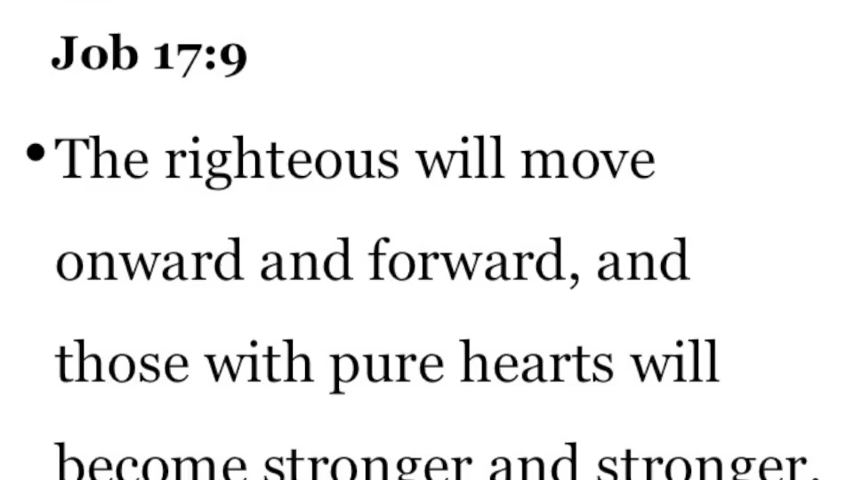 Job 17:9
•The righteous will move
onward and forward, and
those with pure hearts will
become stronger and stronger.